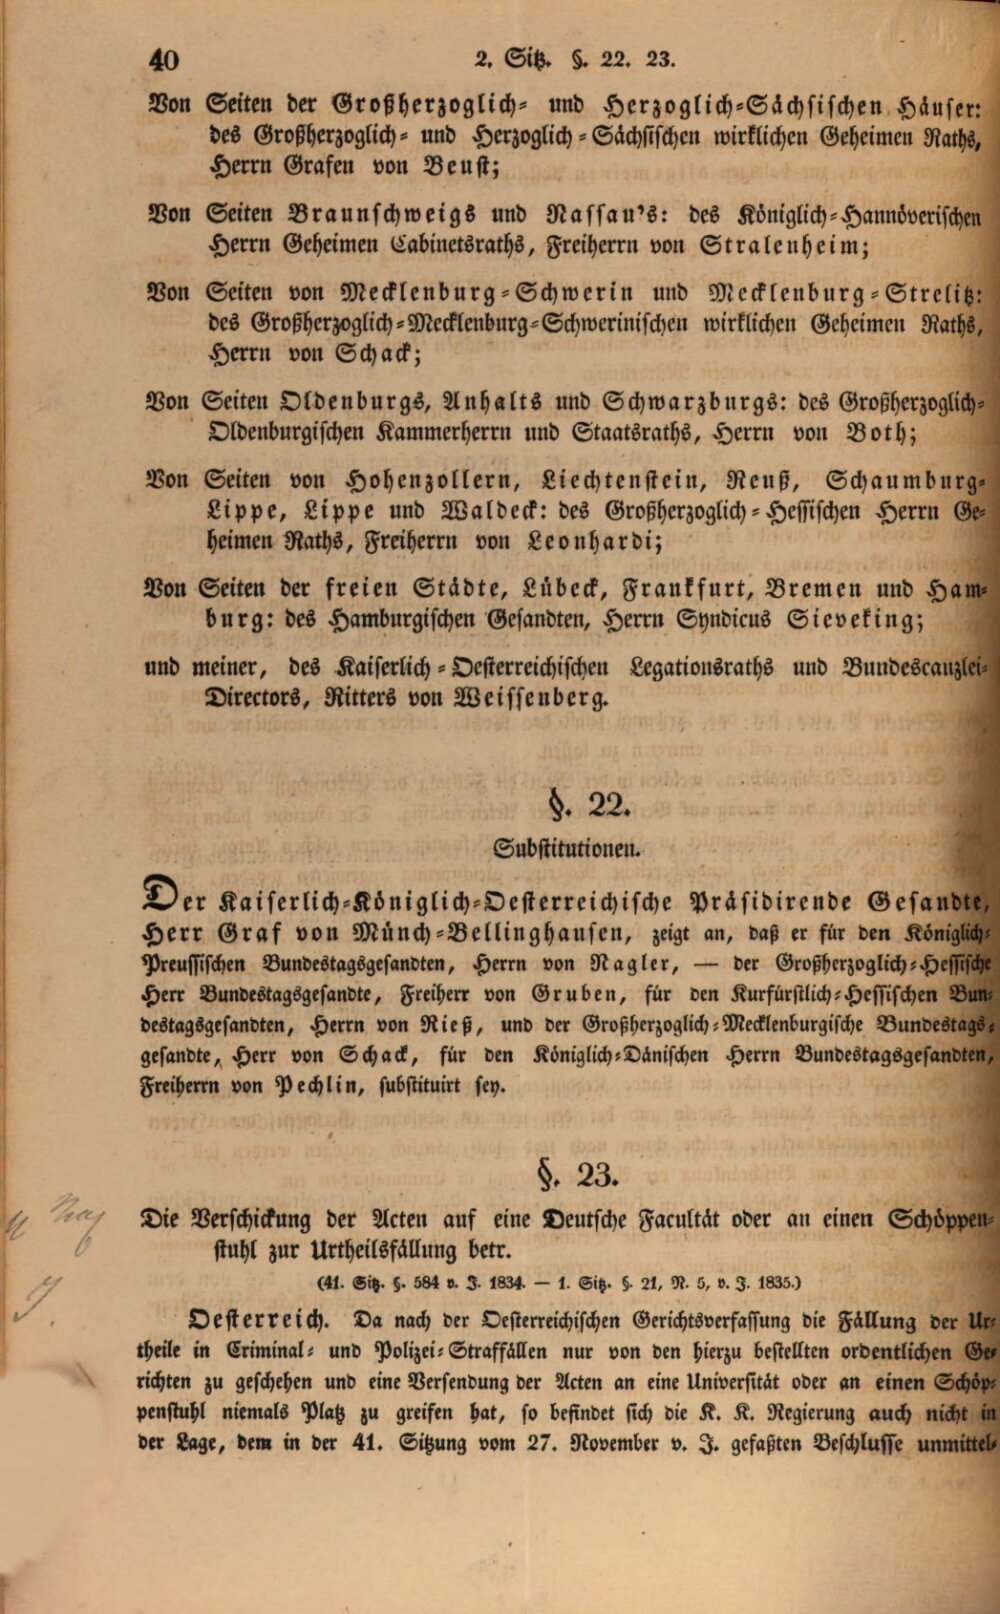 40
2. Sitz. §. 22. 23.
Von Seiten der Großherzoglich- und Herzoglich-Sächsischen Häuser:
des Großherzoglich- und Herzoglich-Sächsischen wirklichen Geheimen Raths,
Herrn Grafen von Beust;
Von Seiten Braunschweigs und Nassau's: des Königlich-Hannöverischen
Herrn Geheimen Cabinetsraths, Freiherrn von Stralenheim;
Von Seiten von Mecklenburg-Schwerin und Mecklenburg-Strelitz:
des Großherzoglich-Mecklenburg-Schwerinischen wirklichen Geheimen Raths,
Herrn von Schack;
Von Seiten Oldenburgs, Anhalts und Schwarzburgs: des Großherzoglich-
Oldenburgischen Kammerherrn und Staatsraths, Herrn von Both;
Von Seiten von Hohenzollern, Liechtenstein, Reuß, Schaumburg-
Lippe, Lippe und Waldeck: des Großherzoglich-Hessischen Herrn Ge-
heimen Raths, Freiherrn von Leonhardi;
Von Seiten der freien Städte, Lübeck, Frankfurt, Bremen und Ham-
burg: des Hamburgischen Gesandten, Herrn Syndicus Sieveking;
und meiner, des Kaiserlich-Oesterreichischen Legationsraths und Bundescanzlei-
Directors, Ritters von Weissenberg.
§. 22.
Substitutionen.
Der Kaiserlich-Königlich-Oesterreichische Präsidirende Gesandte,
Herr Graf von Münch-Bellinghausen, zeigt an, daß er für den Königlich-
Preussischen Bundestagsgesandten, Herrn von Nagler, — der Großherzoglich-Hessische
Herr Bundestagsgesandte, Freiherr von Gruben, für den Kurfürstlich-Hessischen Bun-
destagsgesandten, Herrn von Rieß, und der Großherzoglich-Mecklenburgische Bundestags-
gesandte, Herr von Schack, für den Königlich-Dänischen Herrn Bundestagsgesandten,
Freiherrn von Pechlin, substituirt sey.
§. 23.
Die Verschickung der Acten auf eine Deutsche Facultät oder an einen Schöppen-
stuhl zur Urtheilsfällung betr.
(41. Sitz. §. 584 v. J. 1834. — 1. Sitz. §. 21, N. 5, v. J. 1835.)
Oesterreich. Da nach der Oesterreichischen Gerichtsverfassung die Fällung der Ur-
theile in Criminal- und Polizei-Straffällen nur von den hierzu bestellten ordentlichen Ge-
richten zu geschehen und eine Versendung der Acten an eine Universität oder an einen Schöp-
penstuhl niemals Platz zu greifen hat, so befindet sich die K. K. Regierung auch nicht in
der Lage, dem in der 41. Sitzung vom 27. November v. J. gefaßten Beschlusse unmittel-